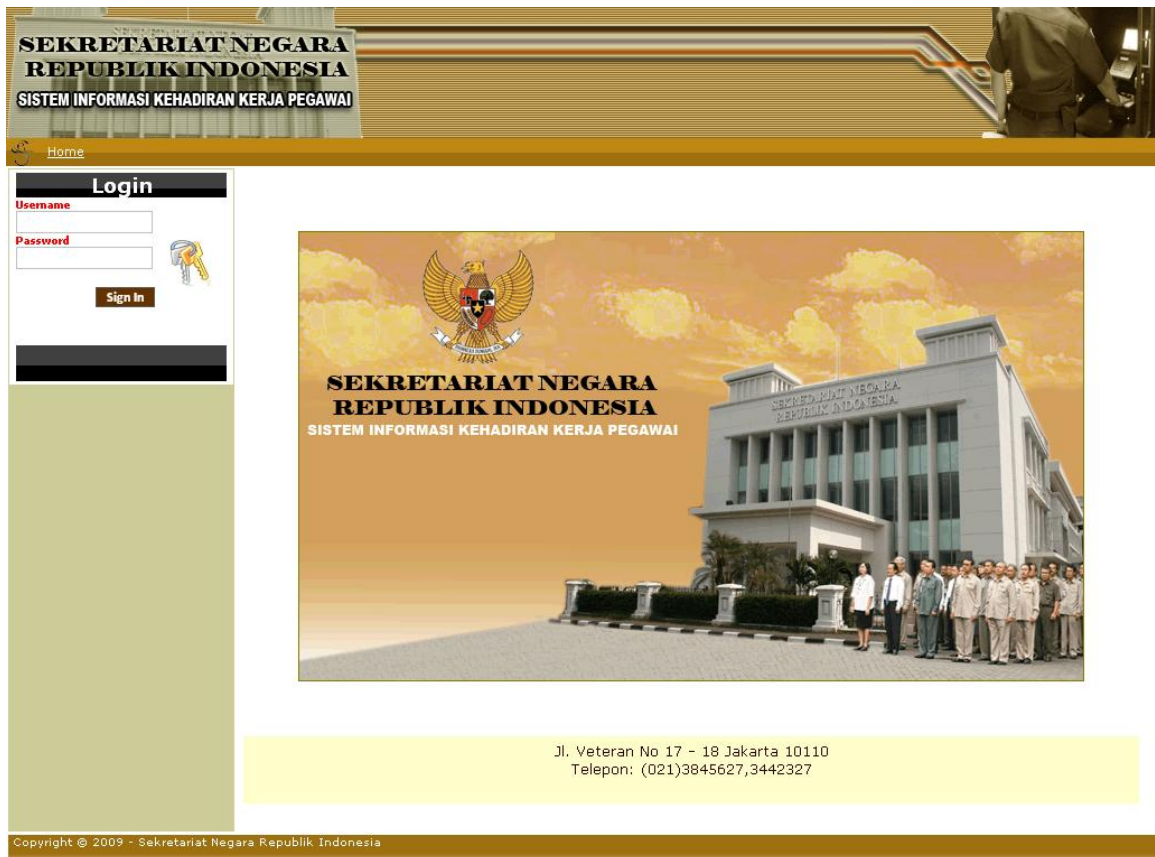 SEKRETARIAT NEGARA
REPUBLIK INDONESIA
SISTEM INFORMASI KEHADIRAN KERJA PEGAWAI
Home
Login
Username
Password
Sign In
SEKRETARIAT NEGARA
REPUBLIK INDONESIA
SISTEM INFORMASI KEHADIRAN KERJA PEGAWAI
SEKRETARIAT NEGARA
REPUBLIK INDONESIA
Jl. Veteran No 17 - 18 Jakarta 10110
Telepon: (021)3845627,3442327
Copyright @ 2009 - Sekretariat Negara Republik Indonesia